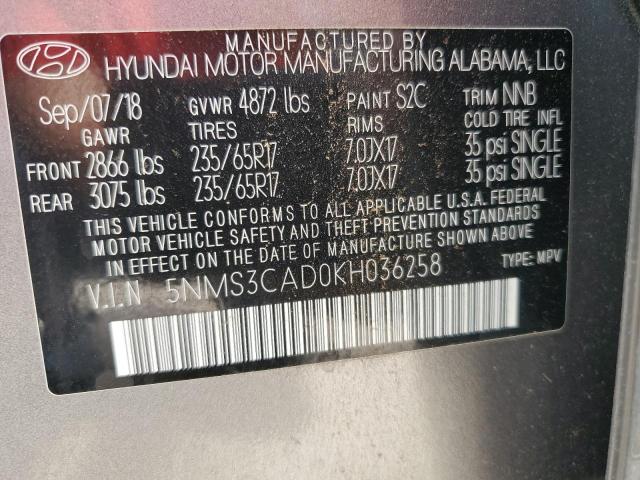 MANUFACTURED BY
HYUNDAI MOTOR MANUFACTURING ALABAMA, LLC
Sep/07/18 GVWR 4872 lbs PAINT S2C TRIM NNB
GAWR TIRES RIMS COLD TIRE INFL
FRONT 2866 lbs 235/65R17 7.0JX17 35 psi SINGLE
REAR 3075 lbs 235/65R17 7.0JX17 35 psi SINGLE
THIS VEHICLE CONFORMS TO ALL APPLICABLE U.S.A. FEDERAL
MOTOR VEHICLE SAFETY AND THEFT PREVENTION STANDARDS
IN EFFECT ON THE DATE OF MANUFACTURE SHOWN ABOVE.
V.I.N 5NMS3CAD0KH036258 TYPE: MPV